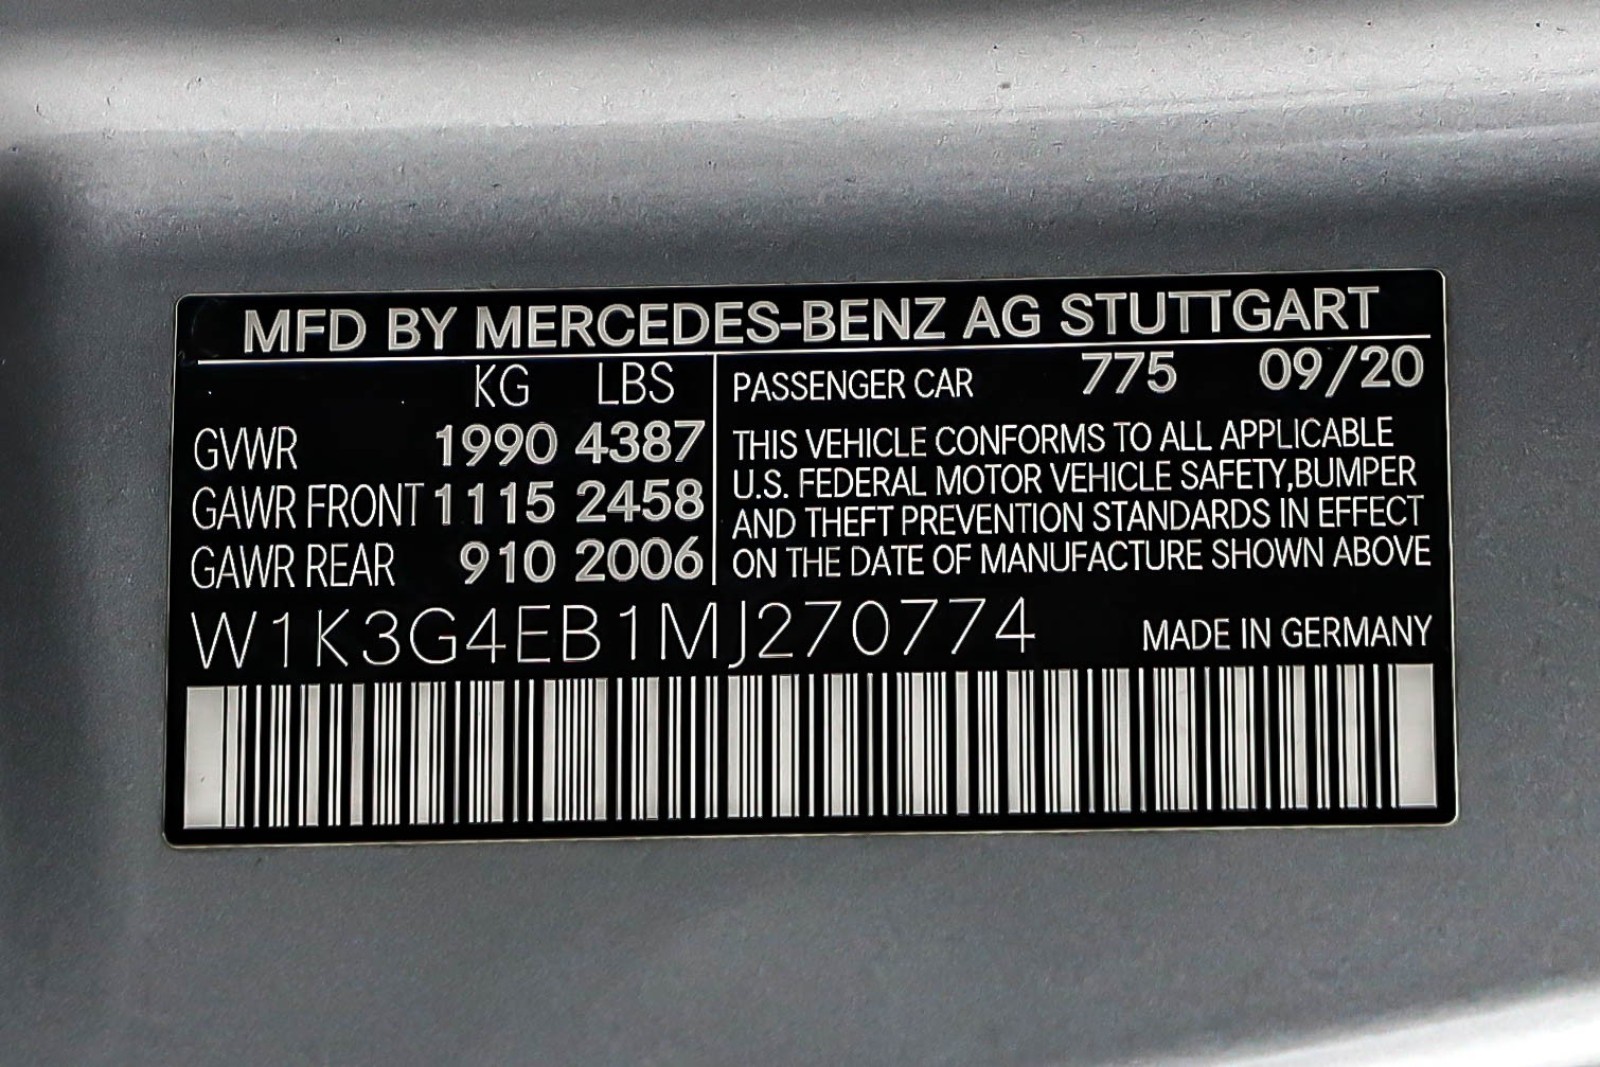 MFD BY MERCEDES-BENZ AG STUTTGART
KG LBS
GVWR 1990 4387
GAWR FRONT 1115 2458
GAWR REAR 910 2006
PASSENGER CAR 775 09/20
THIS VEHICLE CONFORMS TO ALL APPLICABLE
U.S. FEDERAL MOTOR VEHICLE SAFETY,BUMPER
AND THEFT PREVENTION STANDARDS IN EFFECT
ON THE DATE OF MANUFACTURE SHOWN ABOVE
W1K3G4EB1MJ270774 MADE IN GERMANY